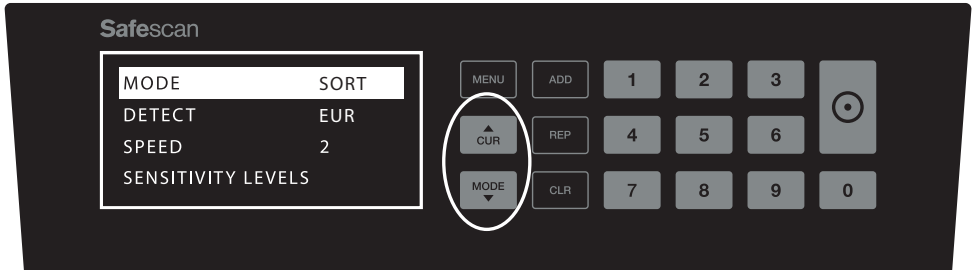 Safescan
MODE SORT
DETECT EUR
SPEED 2
SENSITIVITY LEVELS
MENU ADD 1 2 3
CUR REP 4 5 6
MODE CLR 7 8 9 0